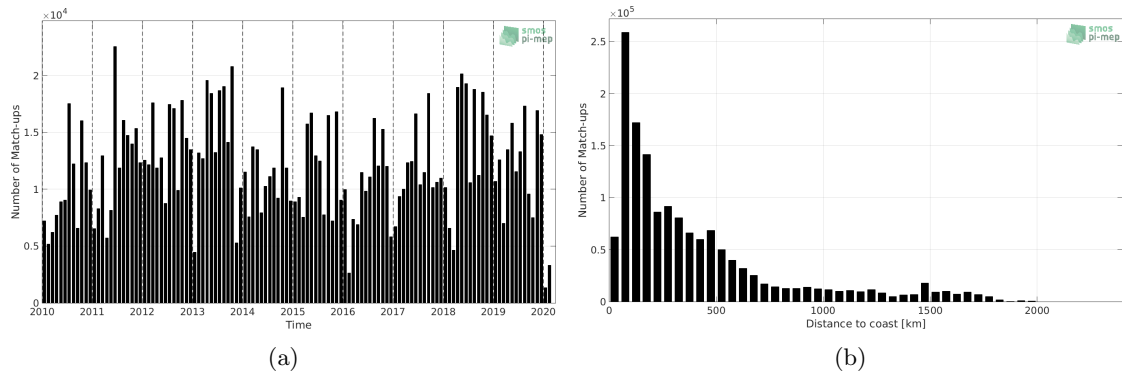 ×10⁴
smos
pi-mep
Number of Match-ups
2
1.5
1
0.5
0
2010 2011 2012 2013 2014 2015 2016 2017 2018 2019 2020
Time
(a)
×10⁵
smos
pi-mep
Number of Match-ups
2.5
2
1.5
1
0.5
0
0 500 1000 1500 2000
Distance to coast [km]
(b)